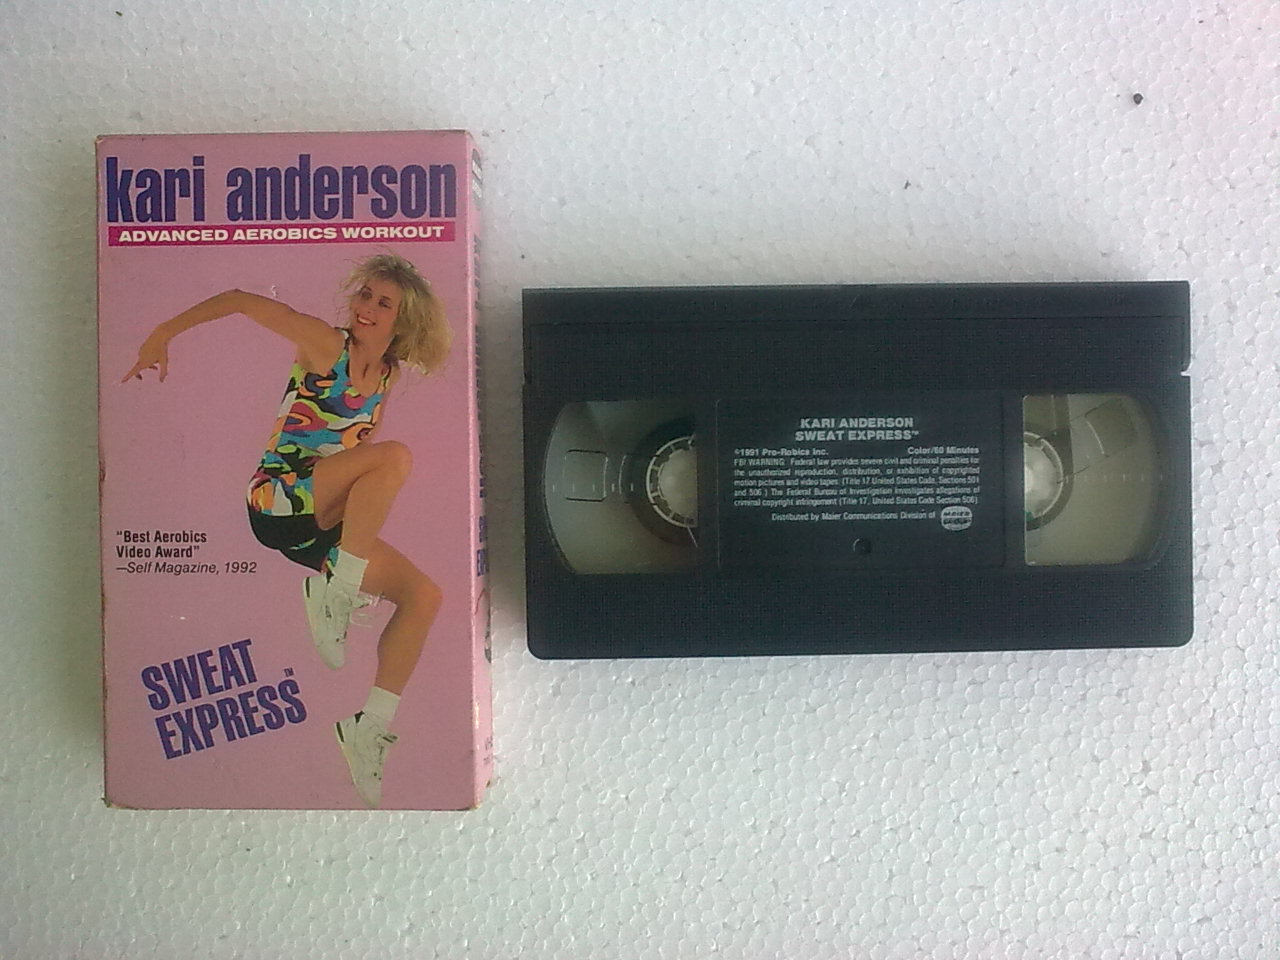 kari anderson
ADVANCED AEROBICS WORKOUT
"Best Aerobics
Video Award"
—Self Magazine, 1992
SWEAT
EXPRESS™
KARI ANDERSON
SWEAT EXPRESS™
©1991 Pro-Robics Inc. Color/60 Minutes
FBI WARNING: Federal law provides severe civil and criminal penalties for
the unauthorized reproduction, distribution, or exhibition of copyrighted
motion pictures and video tapes (Title 17 United States Code, Sections 501
and 506.) The Federal Bureau of Investigation investigates allegations of
criminal copyright infringement (Title 17, United States Code Section 506)
Distributed by Maier Communications Division of
MAIER